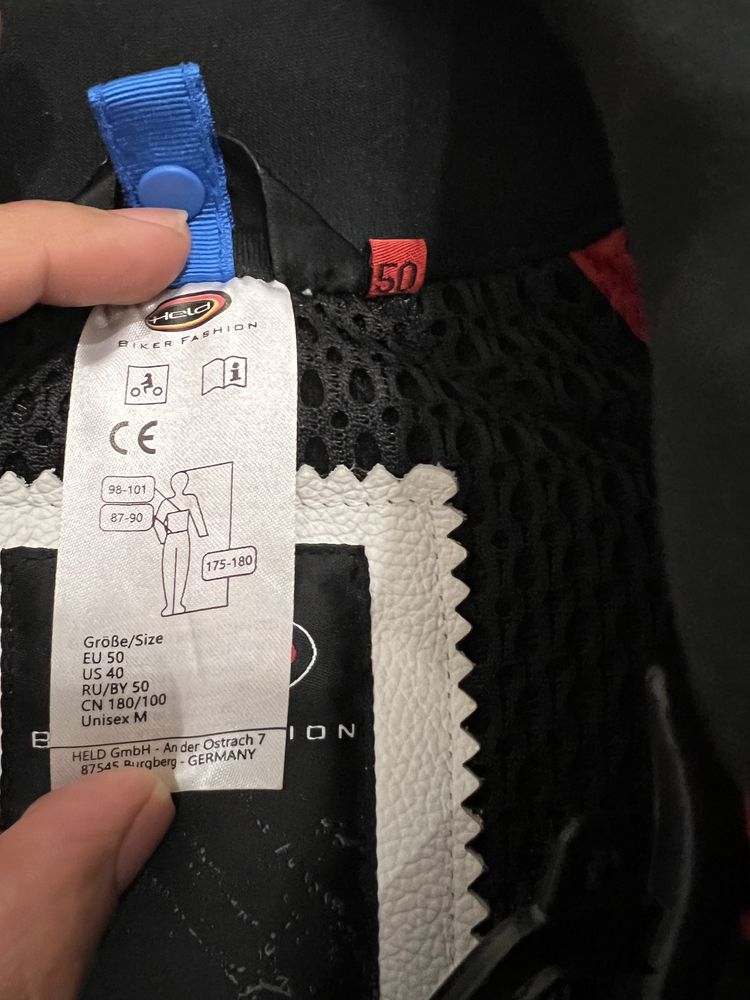 50
Held
BIKER FASHION
i
CE
98-101
87-90
175-180
Größe/Size
EU 50
US 40
RU/BY 50
CN 180/100
Unisex M
B ION
HELD GmbH - An der Ostrach 7
87545 Burgberg - GERMANY